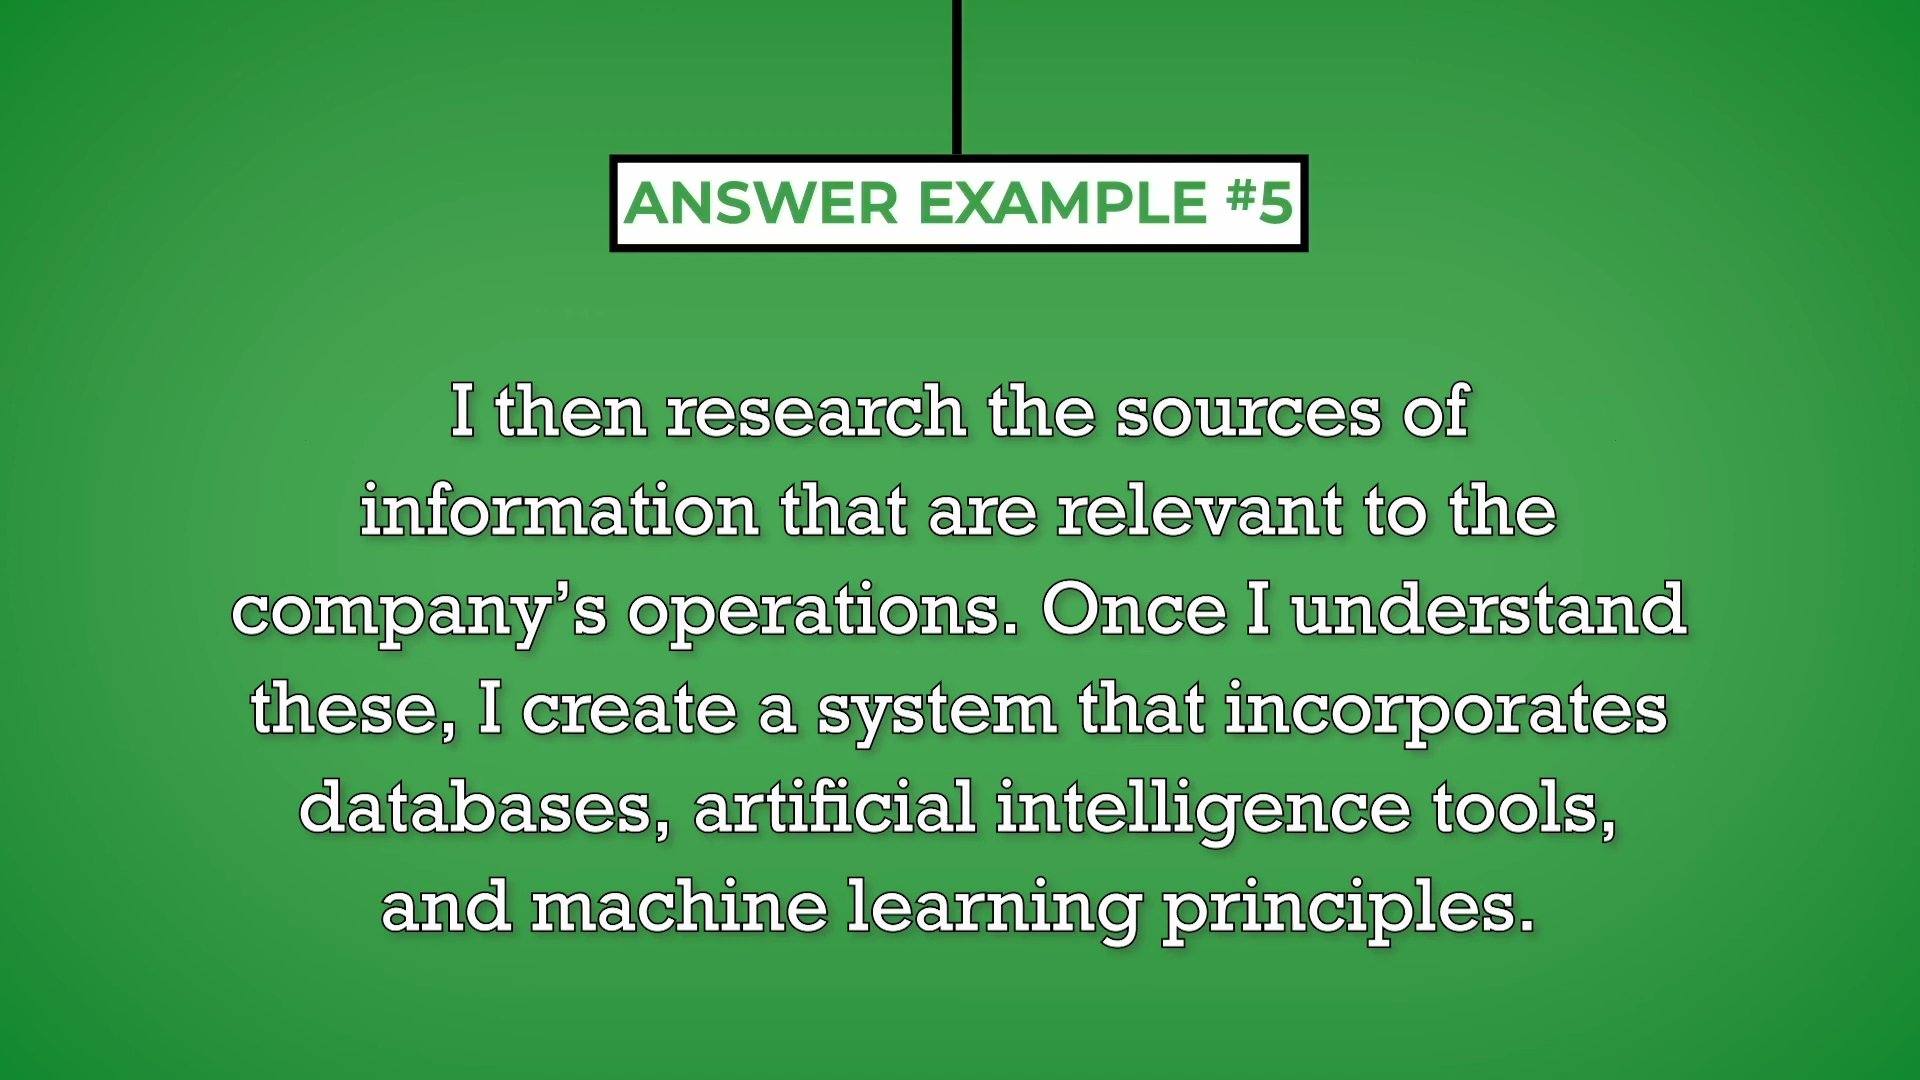 ANSWER EXAMPLE #5
I then research the sources of
information that are relevant to the
company’s operations. Once I understand
these, I create a system that incorporates
databases, artificial intelligence tools,
and machine learning principles.